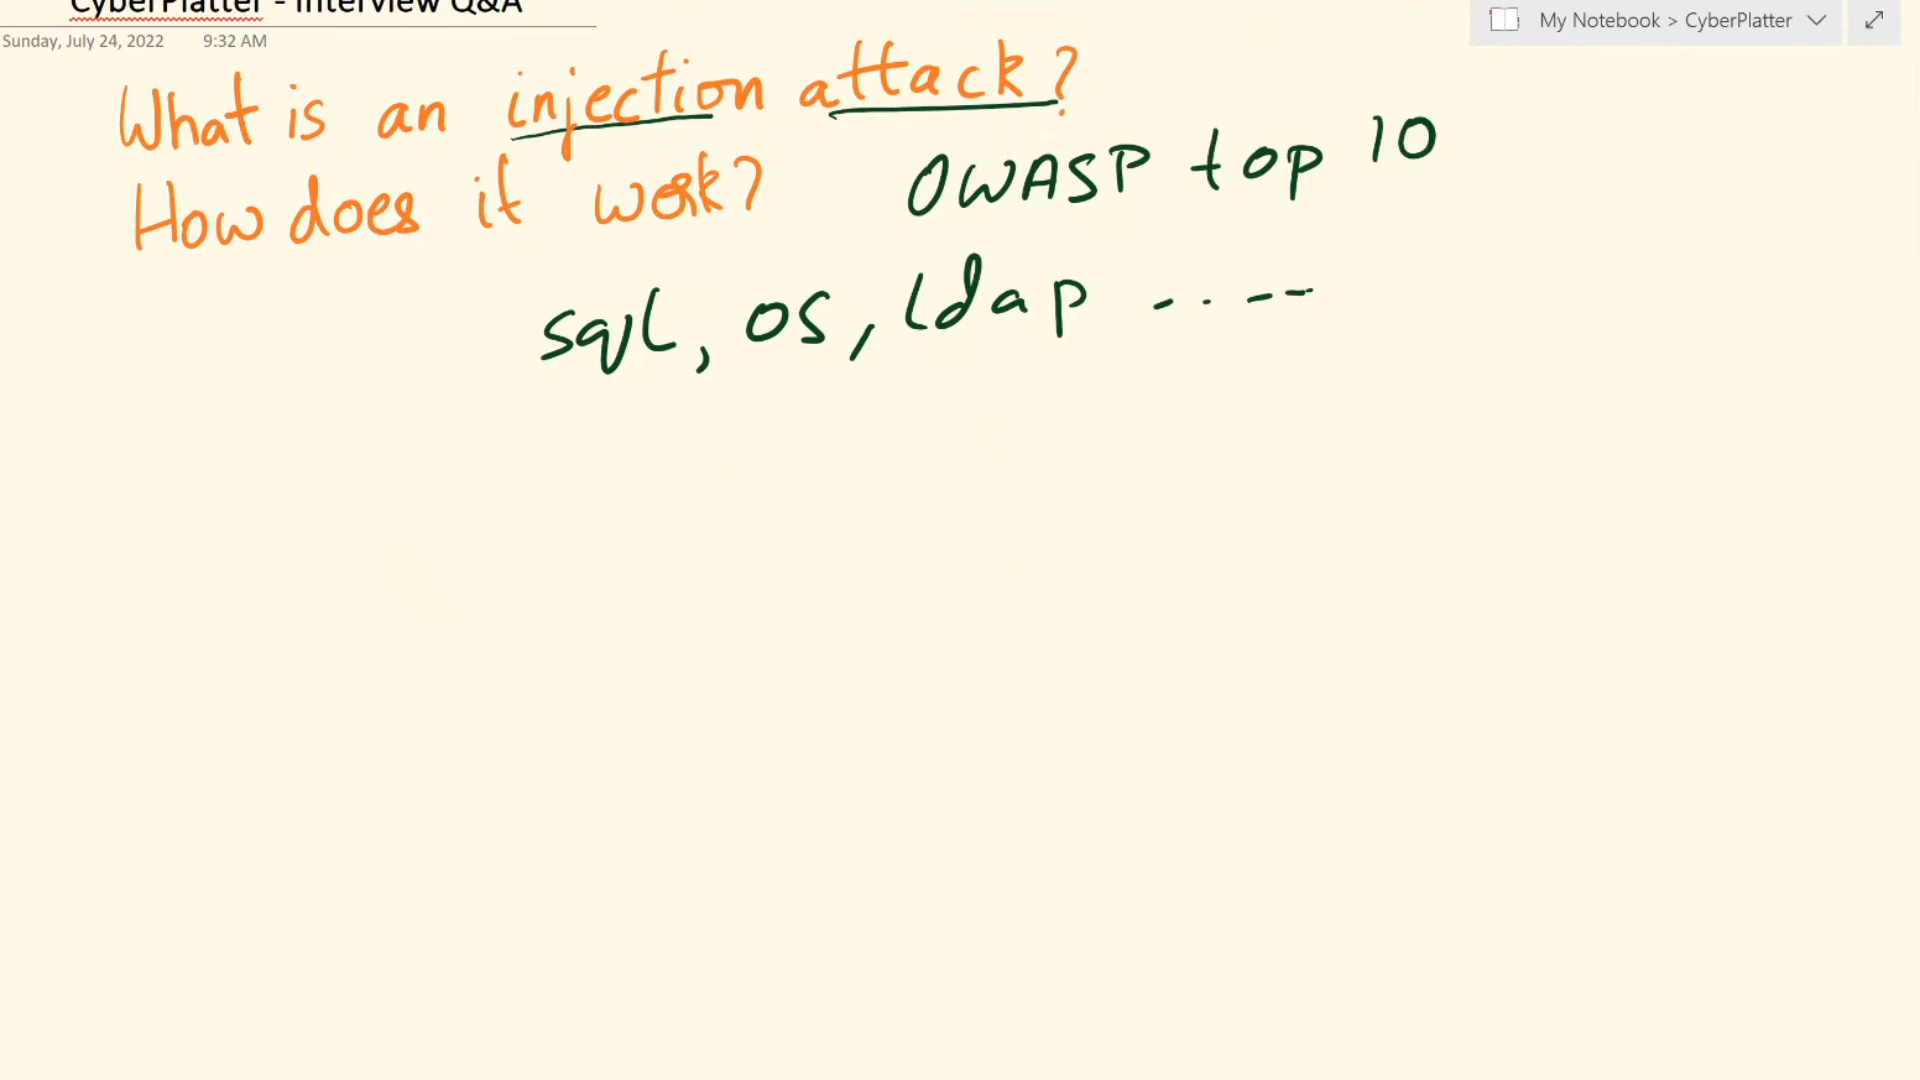 CyberPlatter - Interview Q&A
My Notebook > CyberPlatter
Sunday, July 24, 2022 9:32 AM
What is an injection attack?
How does it work?
OWASP top 10
sql, os, ldap ....